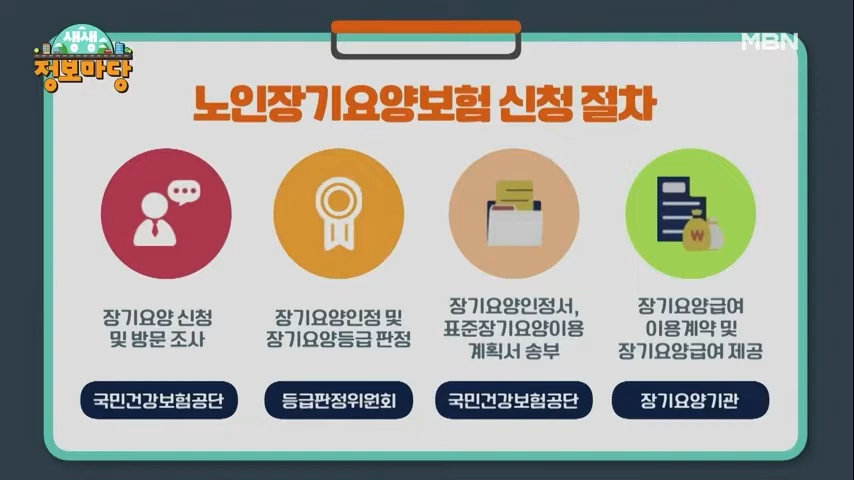 생생
정보마당
MBN
노인장기요양보험 신청 절차
장기요양 신청
및 방문 조사
국민건강보험공단
장기요양인정 및
장기요양등급 판정
등급판정위원회
장기요양인정서,
표준장기요양이용
계획서 송부
국민건강보험공단
W
장기요양급여
이용계약 및
장기요양급여 제공
장기요양기관